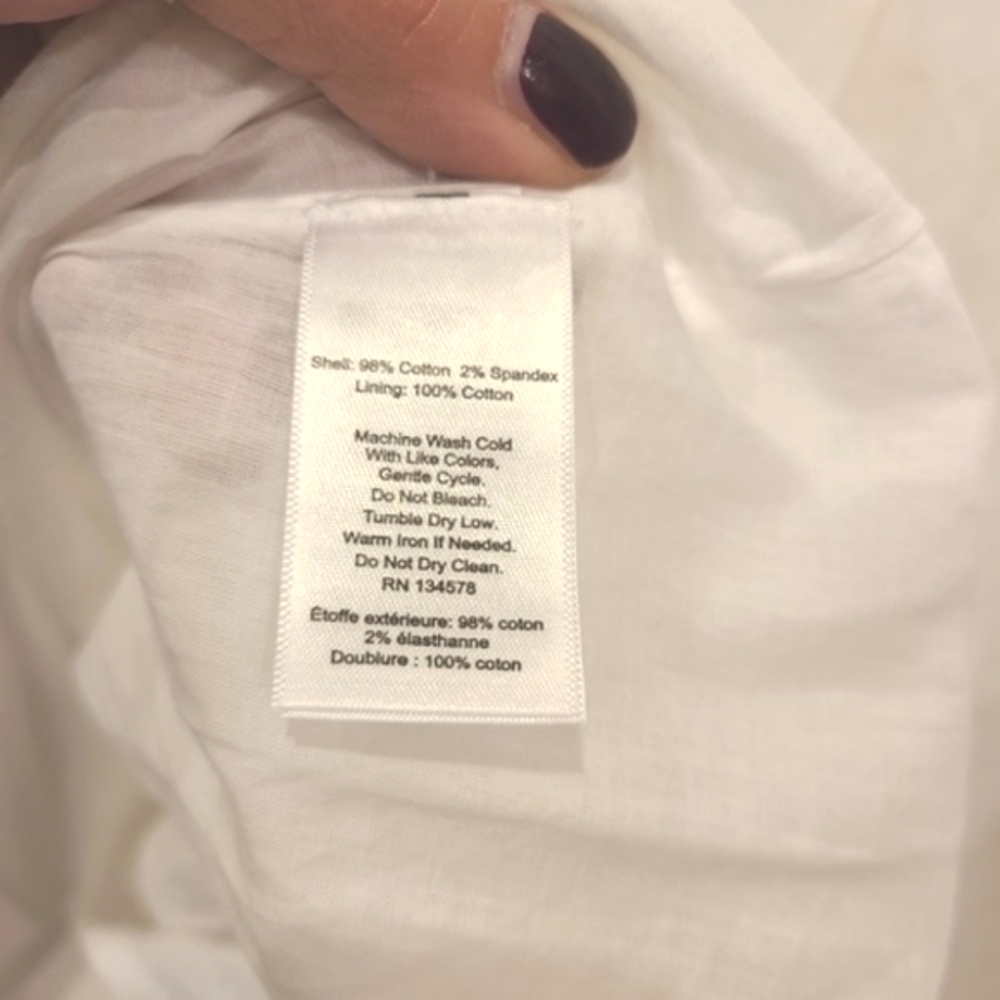 Shell: 98% Cotton 2% Spandex
Lining: 100% Cotton
Machine Wash Cold
With Like Colors,
Gentle Cycle.
Do Not Bleach.
Tumble Dry Low.
Warm Iron If Needed.
Do Not Dry Clean.
RN 134578
Étoffe extérieure: 98% coton
2% élasthanne
Doublure : 100% coton